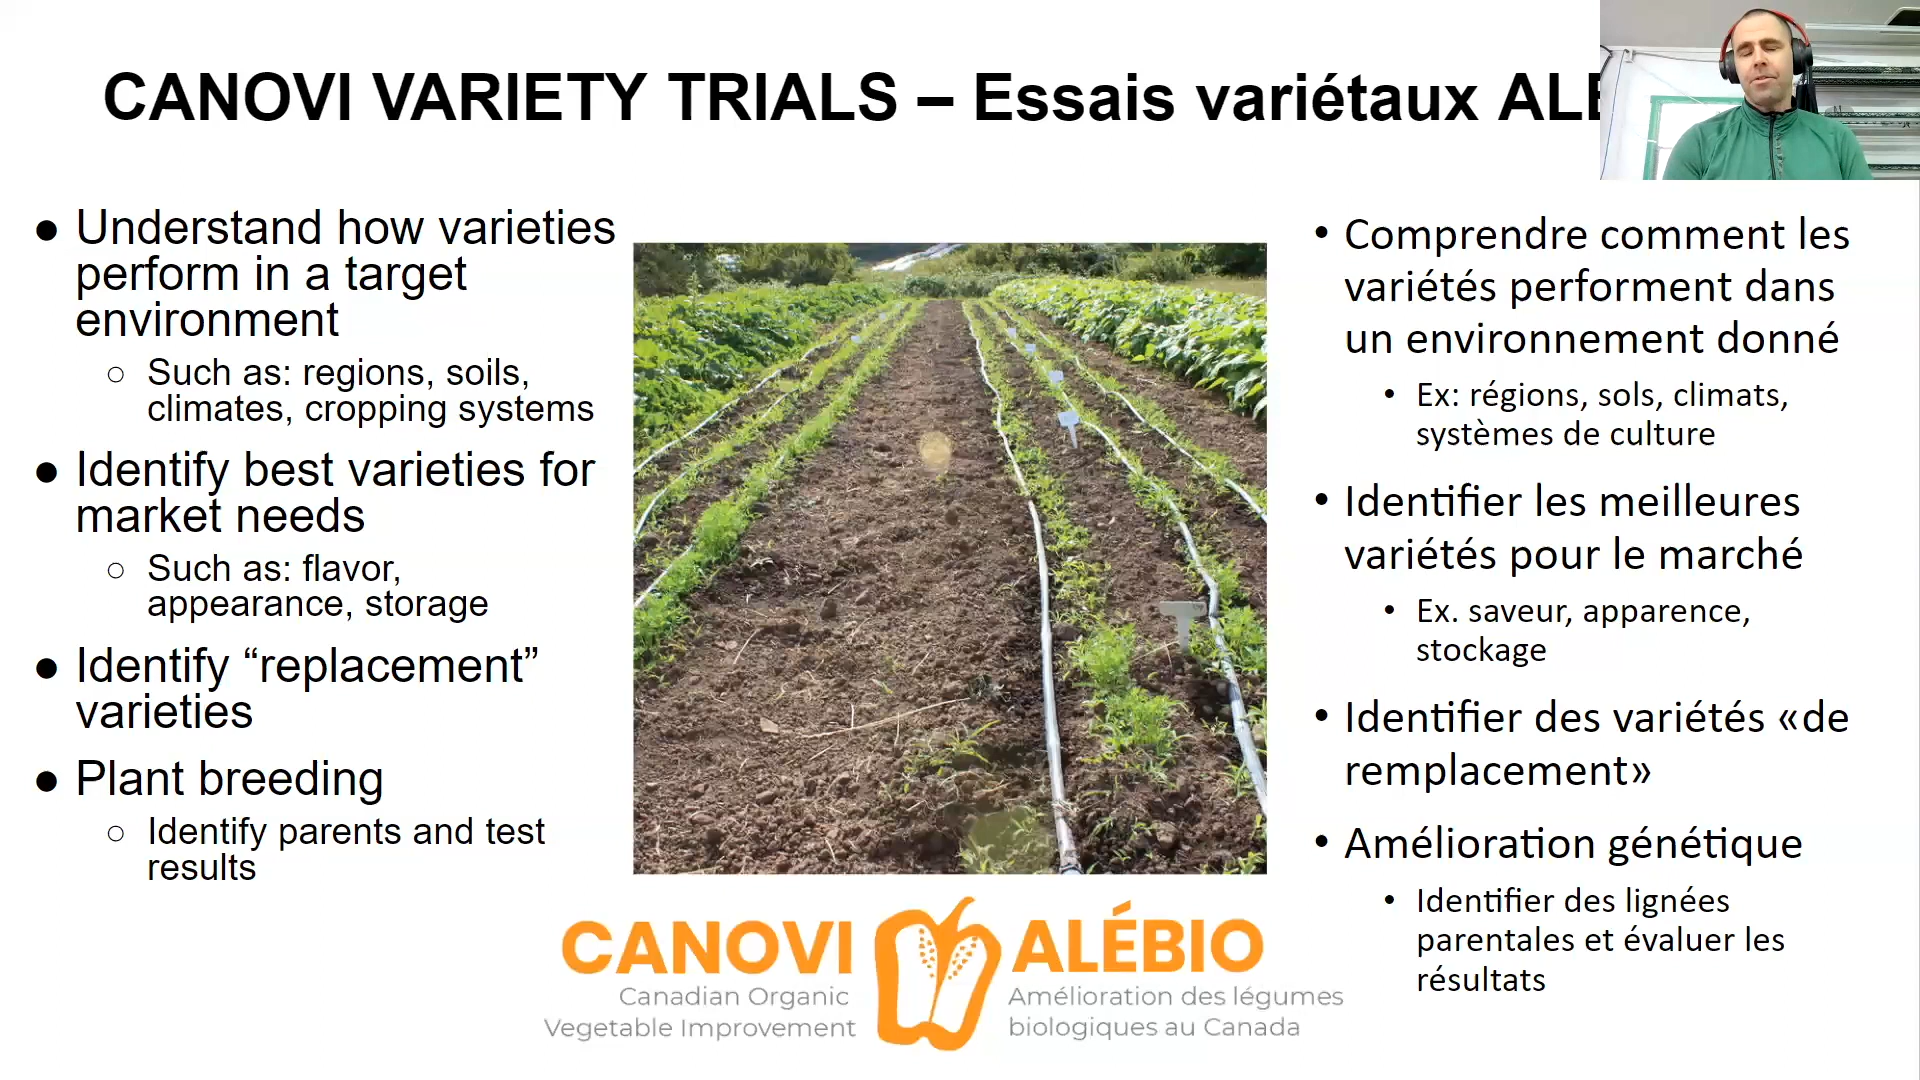 CANOVI VARIETY TRIALS – Essais variétaux
● Understand how varieties
perform in a target
environment
○ Such as: regions, soils,
climates, cropping systems
● Identify best varieties for
market needs
○ Such as: flavor,
appearance, storage
● Identify “replacement”
varieties
● Plant breeding
○ Identify parents and test
results
• Comprendre comment les
variétés performent dans
un environnement donné
• Ex: régions, sols, climats,
systèmes de culture
• Identifier les meilleures
variétés pour le marché
• Ex. saveur, apparence,
stockage
• Identifier des variétés «de
remplacement»
• Amélioration génétique
• Identifier des lignées
parentales et évaluer les
résultats
CANOVI
Canadian Organic
Vegetable Improvement
ALÉBIO
Amélioration des légumes
biologiques au Canada